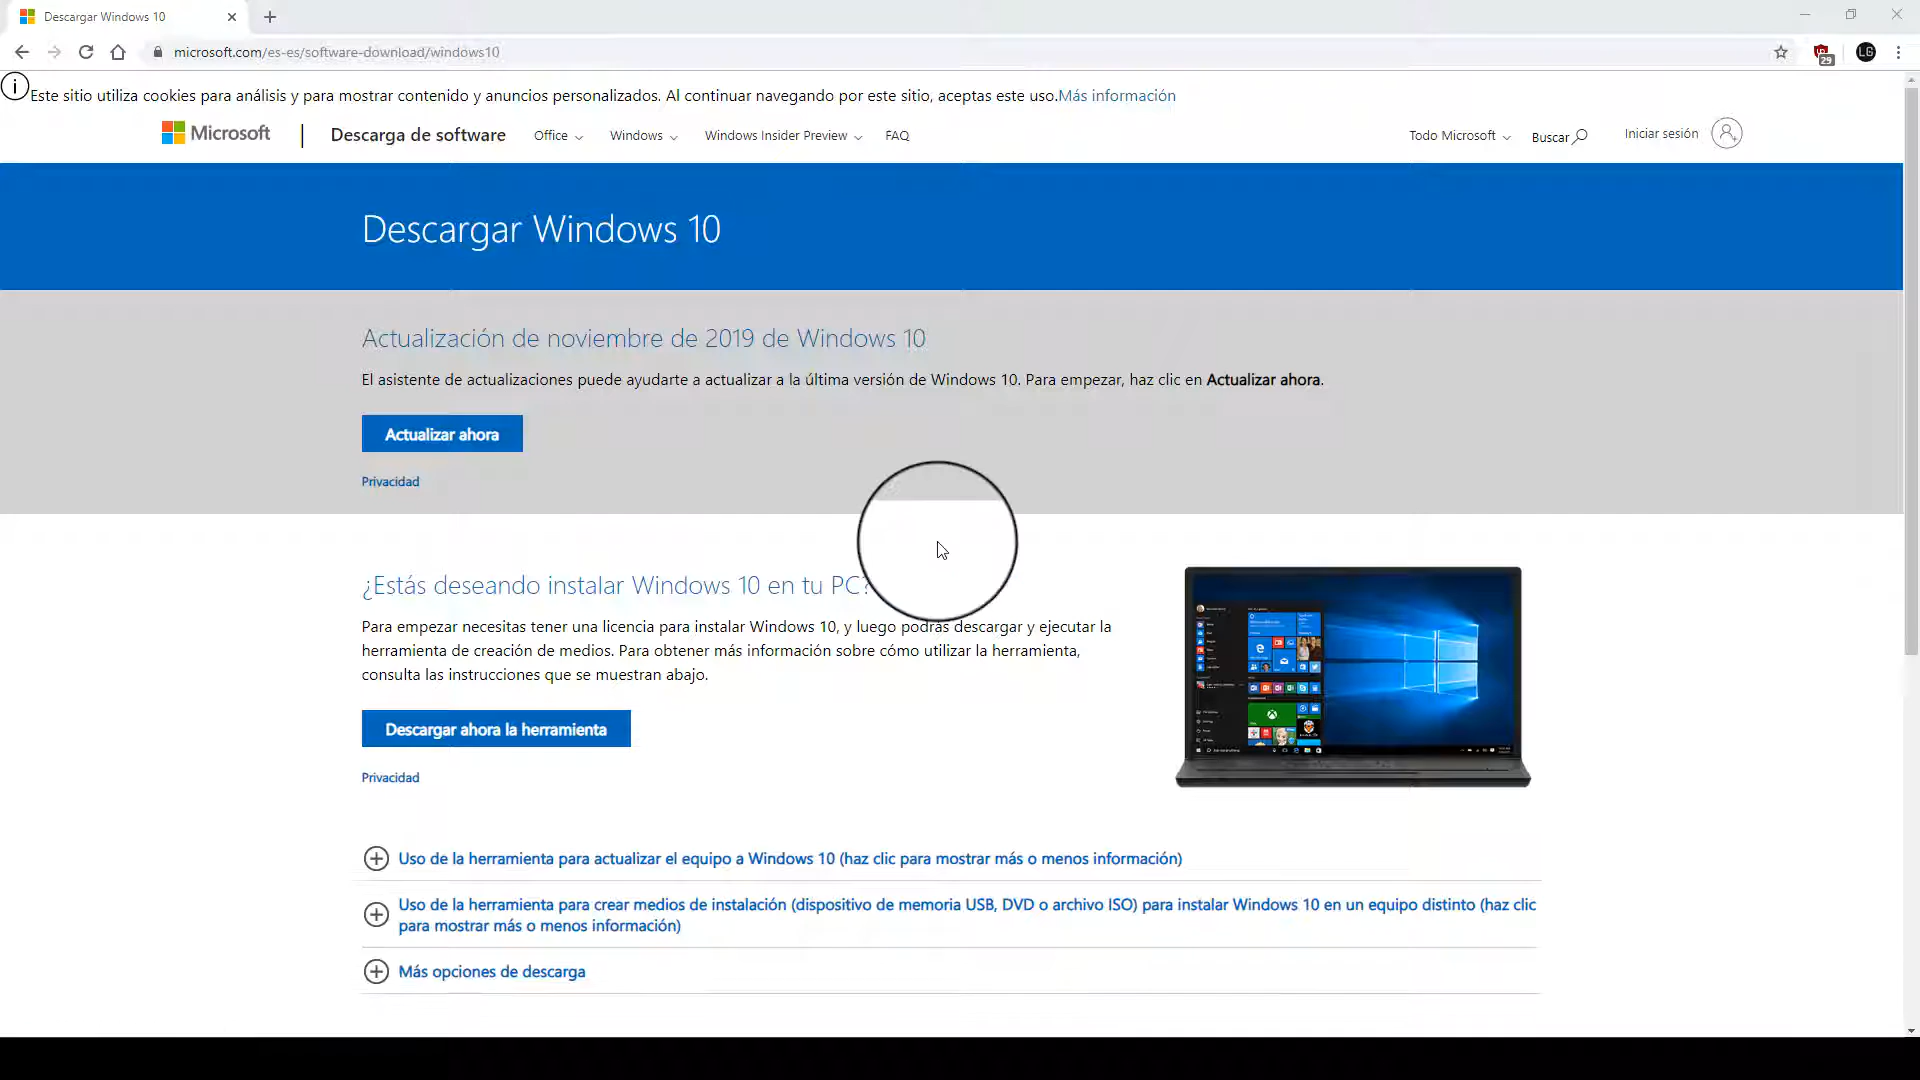 Descargar Windows 10
microsoft.com/es-es/software-download/windows10
29
LG
Este sitio utiliza cookies para análisis y para mostrar contenido y anuncios personalizados. Al continuar navegando por este sitio, aceptas este uso.Más información
Microsoft
Descarga de software
Office
Windows
Windows Insider Preview
FAQ
Todo Microsoft
Buscar
Iniciar sesión
Descargar Windows 10
Actualización de noviembre de 2019 de Windows 10
El asistente de actualizaciones puede ayudarte a actualizar a la última versión de Windows 10. Para empezar, haz clic en Actualizar ahora.
Actualizar ahora
Privacidad
¿Estás deseando instalar Windows 10 en tu PC?
Para empezar necesitas tener una licencia para instalar Windows 10, y luego podrás descargar y ejecutar la
herramienta de creación de medios. Para obtener más información sobre cómo utilizar la herramienta,
consulta las instrucciones que se muestran abajo.
Descargar ahora la herramienta
Privacidad
Uso de la herramienta para actualizar el equipo a Windows 10 (haz clic para mostrar más o menos información)
Uso de la herramienta para crear medios de instalación (dispositivo de memoria USB, DVD o archivo ISO) para instalar Windows 10 en un equipo distinto (haz clic
para mostrar más o menos información)
Más opciones de descarga